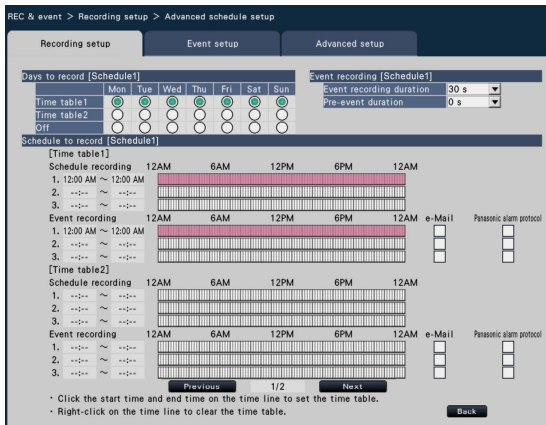 REC & event > Recording setup > Advanced schedule setup
Recording setup Event setup Advanced setup
Days to record [Schedule1] Event recording [Schedule1]
Mon Tue Wed Thu Fri Sat Sun Event recording duration 30 s
Time table1 Pre-event duration 0 s
Time table2
Off
Schedule to record [Schedule1]
[Time table1]
Schedule recording 12AM 6AM 12PM 6PM 12AM
1. 12:00 AM ~ 12:00 AM
2. --:-- ~ --:--
3. --:-- ~ --:--
Event recording 12AM 6AM 12PM 6PM 12AM e-Mail Panasonic alarm protocol
1. 12:00 AM ~ 12:00 AM
2. --:-- ~ --:--
3. --:-- ~ --:--
[Time table2]
Schedule recording 12AM 6AM 12PM 6PM 12AM
1. --:-- ~ --:--
2. --:-- ~ --:--
3. --:-- ~ --:--
Event recording 12AM 6AM 12PM 6PM 12AM e-Mail Panasonic alarm protocol
1. --:-- ~ --:--
2. --:-- ~ --:--
3. --:-- ~ --:--
Previous 1/2 Next
・Click the start time and end time on the time line to set the time table.
・Right-click on the time line to clear the time table.
Back